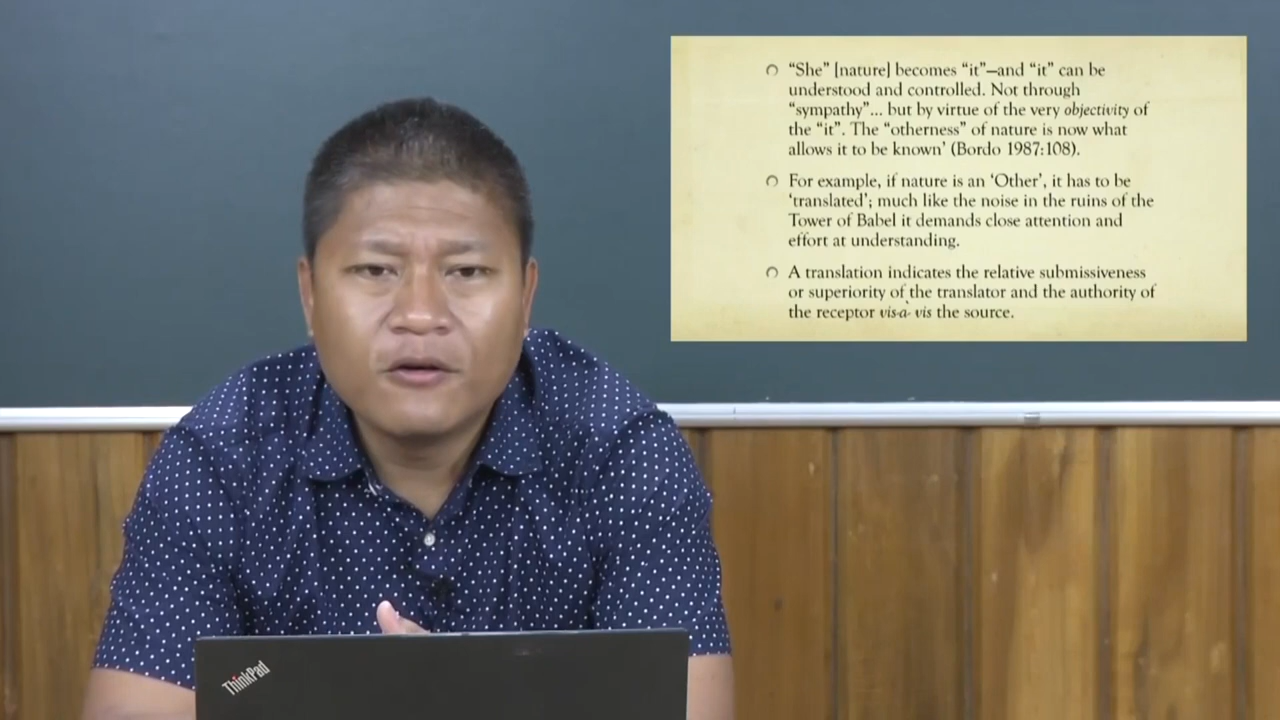 “She” [nature] becomes “it”—and “it” can be
understood and controlled. Not through
“sympathy”... but by virtue of the very objectivity of
the “it”. The “otherness” of nature is now what
allows it to be known’ (Bordo 1987:108).
For example, if nature is an ‘Other’, it has to be
‘translated’; much like the noise in the ruins of the
Tower of Babel it demands close attention and
effort at understanding.
A translation indicates the relative submissiveness
or superiority of the translator and the authority of
the receptor vis-a` vis the source.
ThinkPad